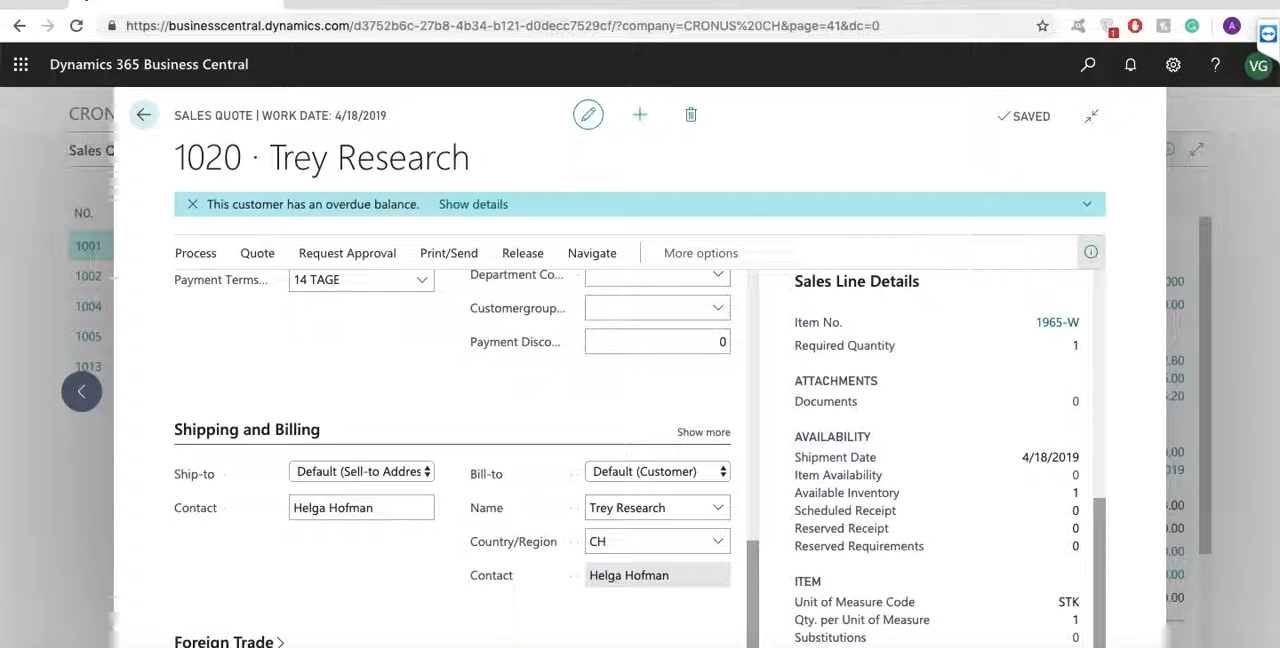 https://businesscentral.dynamics.com/d3752b6c-27b8-4b34-b121-d0decc7529cf/?company=CRONUS%20CH&page=41&dc=0
1
A
Dynamics 365 Business Central
?
VG
CRON
SALES QUOTE | WORK DATE: 4/18/2019
SAVED
Sales Q
1020 · Trey Research
This customer has an overdue balance. Show details
NO.
1001
1002
1004
1005
1013
Process Quote Request Approval Print/Send Release Navigate More options
Payment Terms... 14 TAGE
Department Co...
Customergroup...
Payment Disco... 0
Shipping and Billing
Show more
Ship-to Default (Sell-to Addres
Contact Helga Hofman
Bill-to Default (Customer)
Name Trey Research
Country/Region CH
Contact Helga Hofman
Foreign Trade
Sales Line Details
Item No. 1965-W
Required Quantity 1
ATTACHMENTS
Documents 0
AVAILABILITY
Shipment Date 4/18/2019
Item Availability 0
Available Inventory 1
Scheduled Receipt 0
Reserved Receipt 0
Reserved Requirements 0
ITEM
Unit of Measure Code STK
Qty. per Unit of Measure 1
Substitutions 0